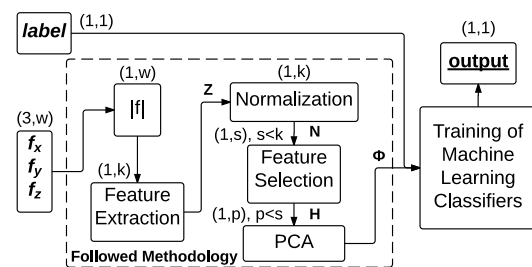 label
(1,1)
(1,1)
output
(3,w)
fx
fy
fz
(1,w)
|f|
(1,k)
Feature
Extraction
Z
(1,k)
Normalization
(1,s), s<k
N
Feature
Selection
(1,p), p<s
H
PCA
Φ
Training of
Machine
Learning
Classifiers
Followed Methodology